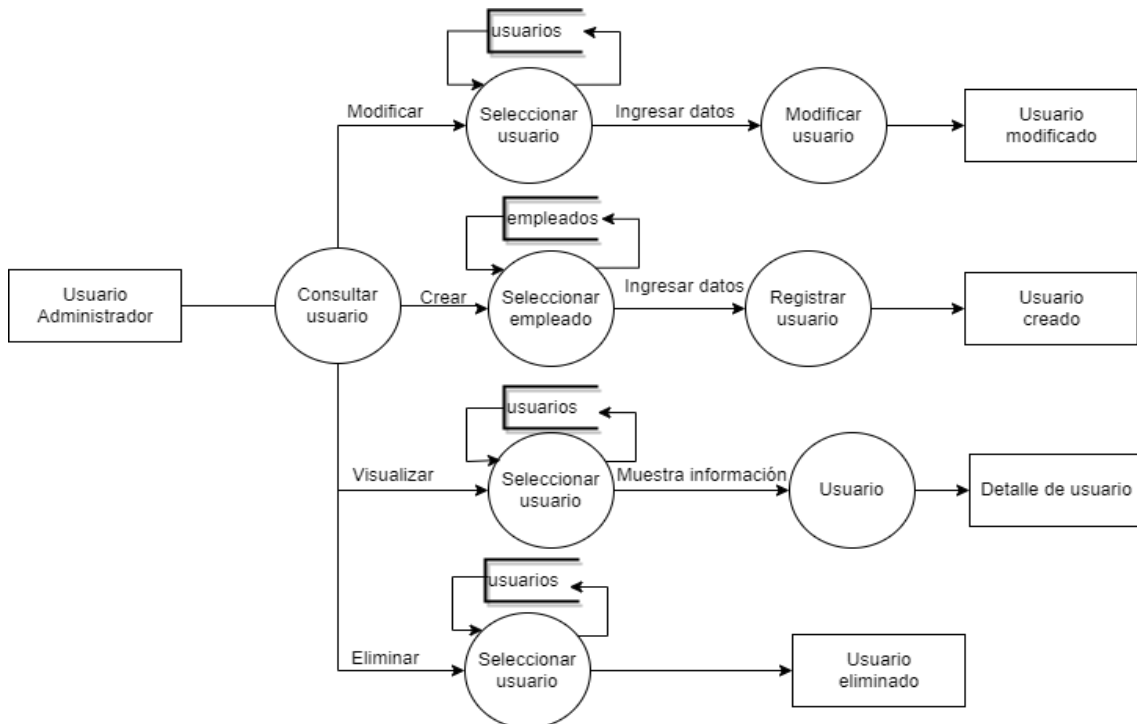 usuarios
Modificar
Seleccionar
usuario
Ingresar datos
Modificar
usuario
Usuario
modificado
empleados
Usuario
Administrador
Consultar
usuario
Crear
Seleccionar
empleado
Ingresar datos
Registrar
usuario
Usuario
creado
usuarios
Visualizar
Seleccionar
usuario
Muestra información
Usuario
Detalle de usuario
usuarios
Eliminar
Seleccionar
usuario
Usuario
eliminado